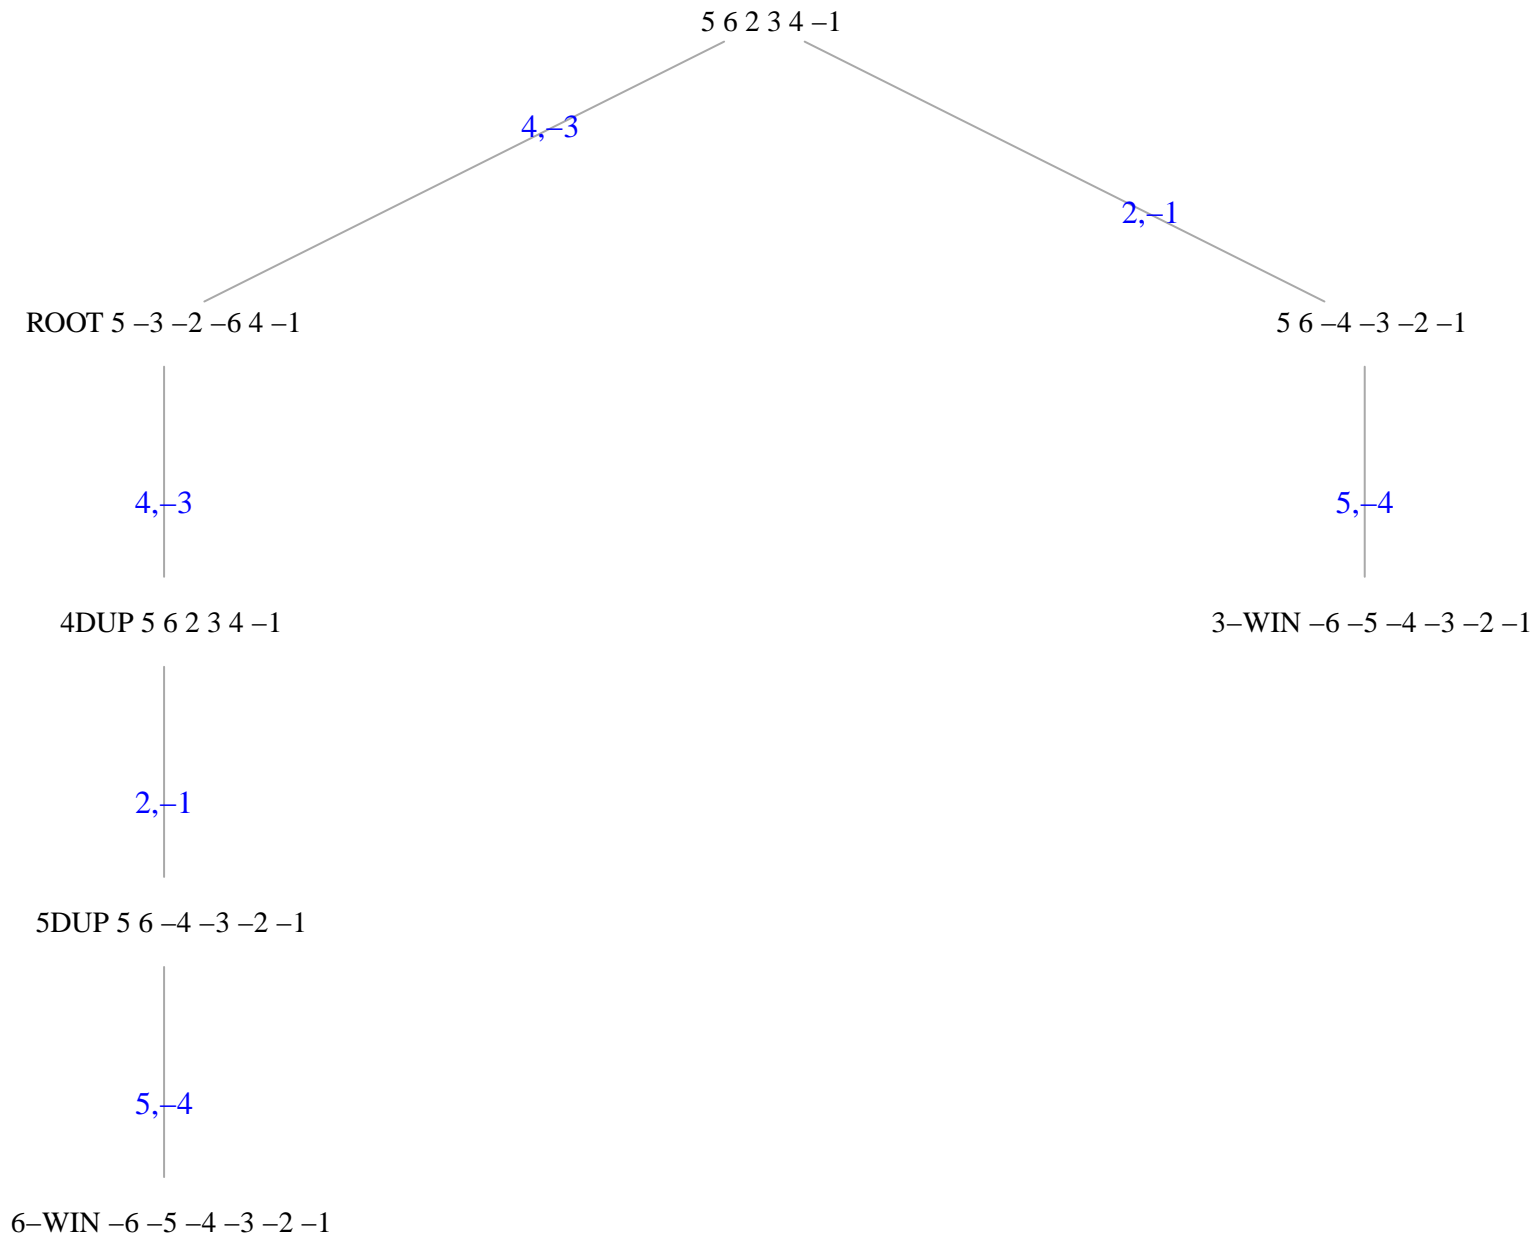 5 6 2 3 4 –1
4,–3
2,–1
ROOT 5 –3 –2 –6 4 –1
5 6 –4 –3 –2 –1
4,–3
5,–4
4DUP 5 6 2 3 4 –1
3–WIN –6 –5 –4 –3 –2 –1
2,–1
5DUP 5 6 –4 –3 –2 –1
5,–4
6–WIN –6 –5 –4 –3 –2 –1